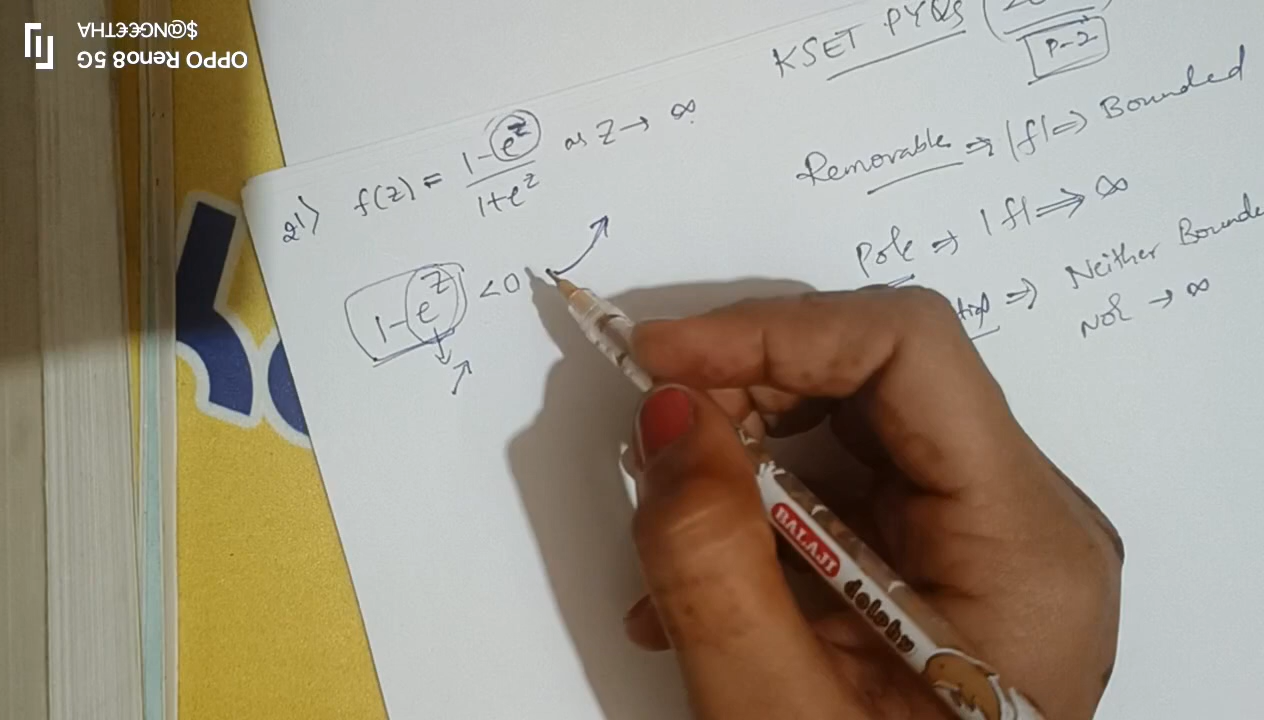 $@NGEETHA
OPPO Reno8 5G
KSET PYQs
P-2
21) f(z) = 1-e^z / 1+e^z as z → ∞
1-e^z <0
Removable ⇒ |f| ⇒ Bounded
Pole ⇒ |f| ⇒ ∞
⇒ Neither Bounde
Nor → ∞
BALAJI
dolphy